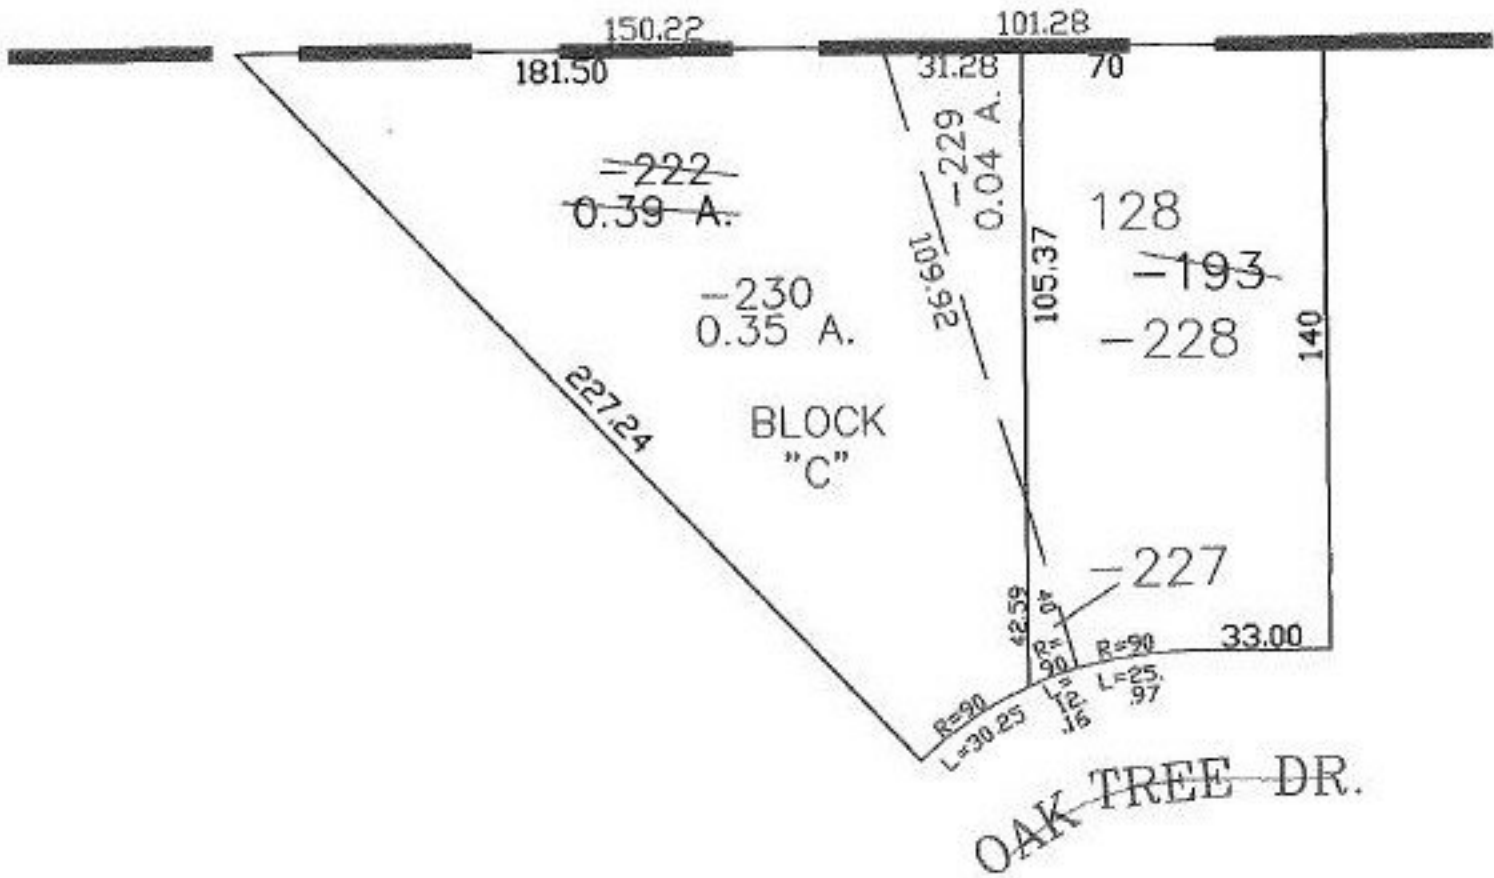 150.22
101.28
181.50
31.28
70
-222
0.39 A.
-229
0.04 A.
128
-193
-228
-230
0.35 A.
109.92
105.37
140
227.24
BLOCK
"C"
-227
42.59
40
33.00
R=90
L=30.25
R=
90
L=
12.
.16
R=90
L=25.
.97
OAK TREE DR.